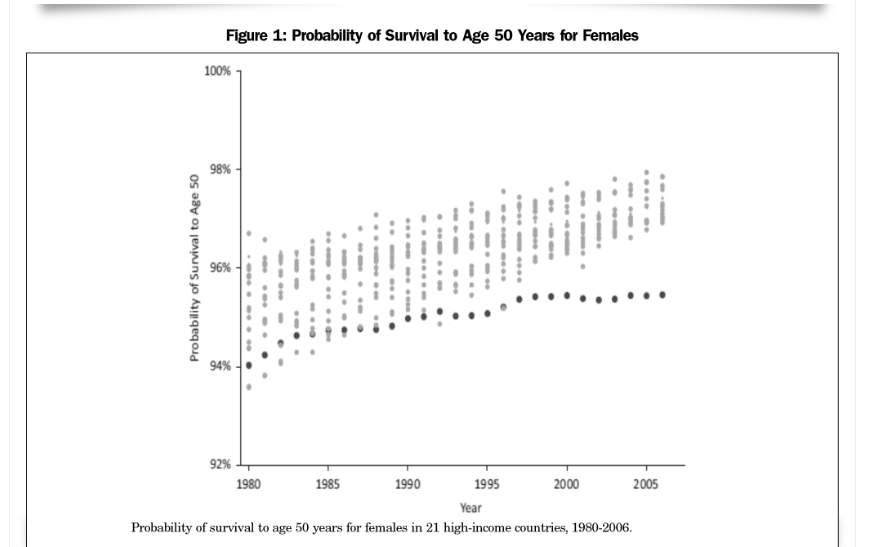 Figure 1: Probability of Survival to Age 50 Years for Females
100%
98%
96%
94%
92%
Probability of Survival to Age 50
1980 1985 1990 1995 2000 2005
Year
Probability of survival to age 50 years for females in 21 high-income countries, 1980-2006.